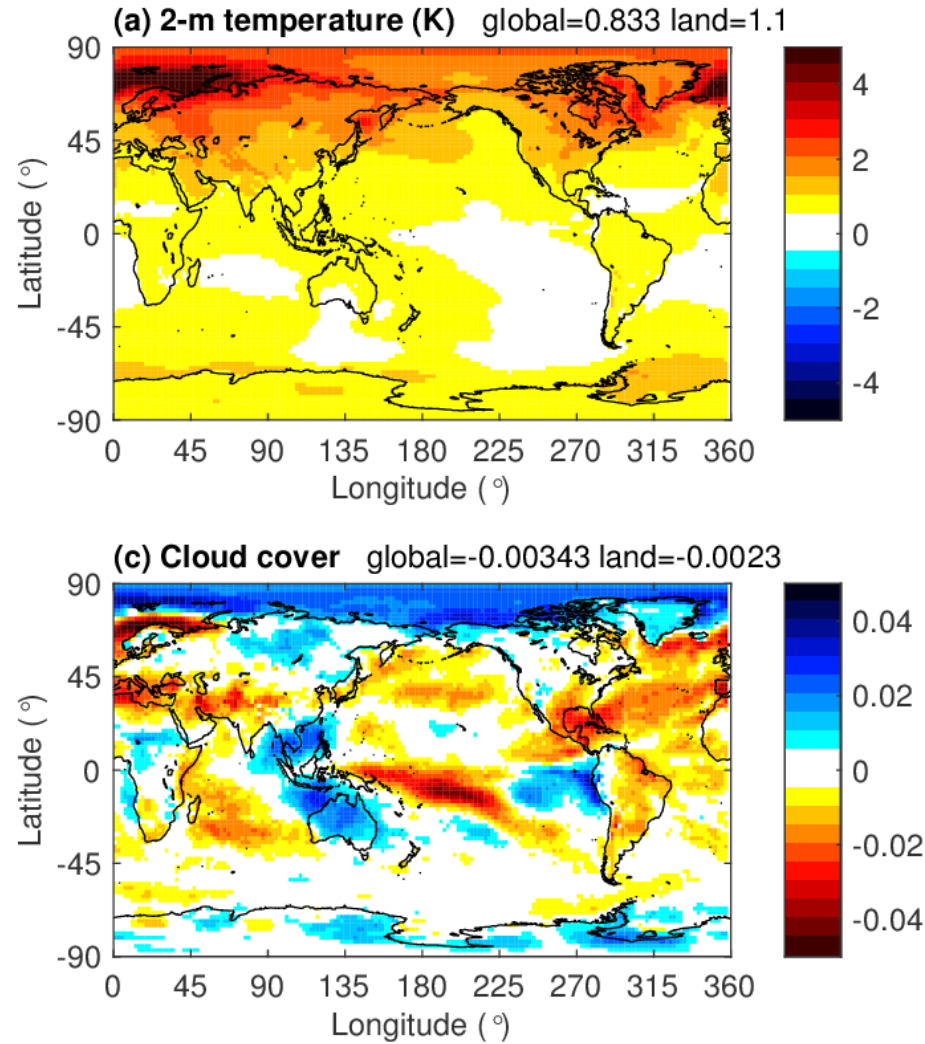 (a) 2-m temperature (K) global=0.833 land=1.1
90
45
0
-45
-90
Latitude (°)
0 45 90 135 180 225 270 315 360
Longitude (°)
4
2
0
-2
-4
(c) Cloud cover global=-0.00343 land=-0.0023
90
45
0
-45
-90
Latitude (°)
0 45 90 135 180 225 270 315 360
Longitude (°)
0.04
0.02
0
-0.02
-0.04